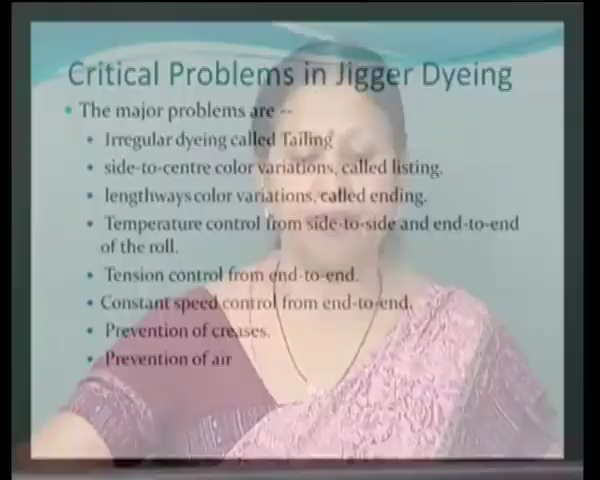 Critical Problems in Jigger Dyeing
• The major problems are --
• Irregular dyeing called Tailing
• side-to-centre color variations, called listing.
• lengthways color variations, called ending.
• Temperature control from side-to-side and end-to-end
of the roll.
• Tension control from end-to-end.
• Constant speed control from end-to-end.
• Prevention of creases.
• Prevention of air